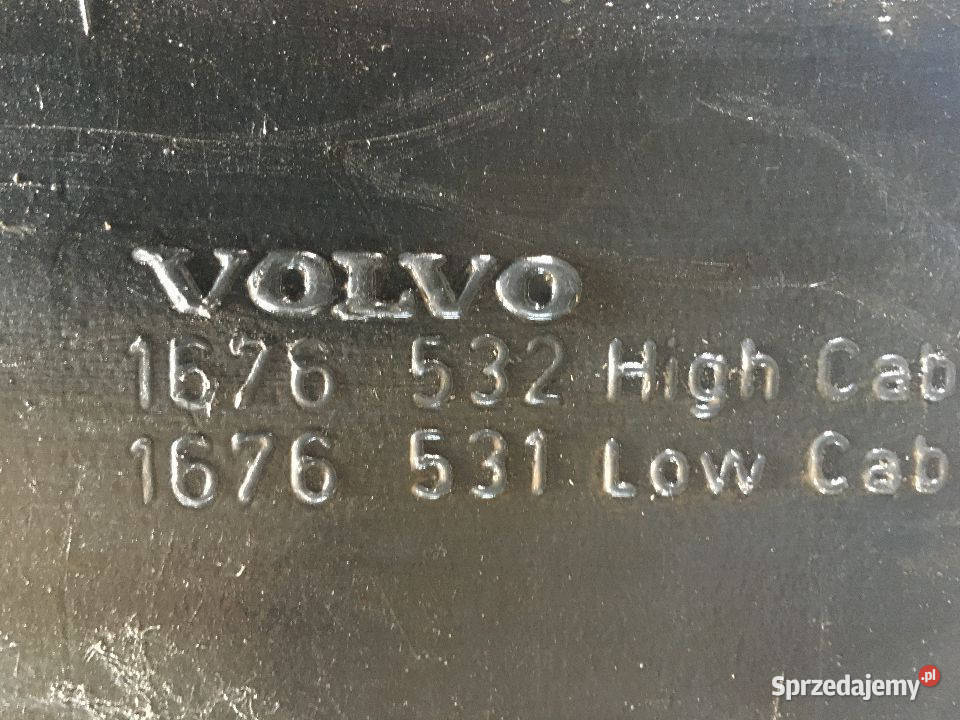 VOLVO
1676 532 High Cab
1676 531 Low Cab
Sprzedajemy.pl